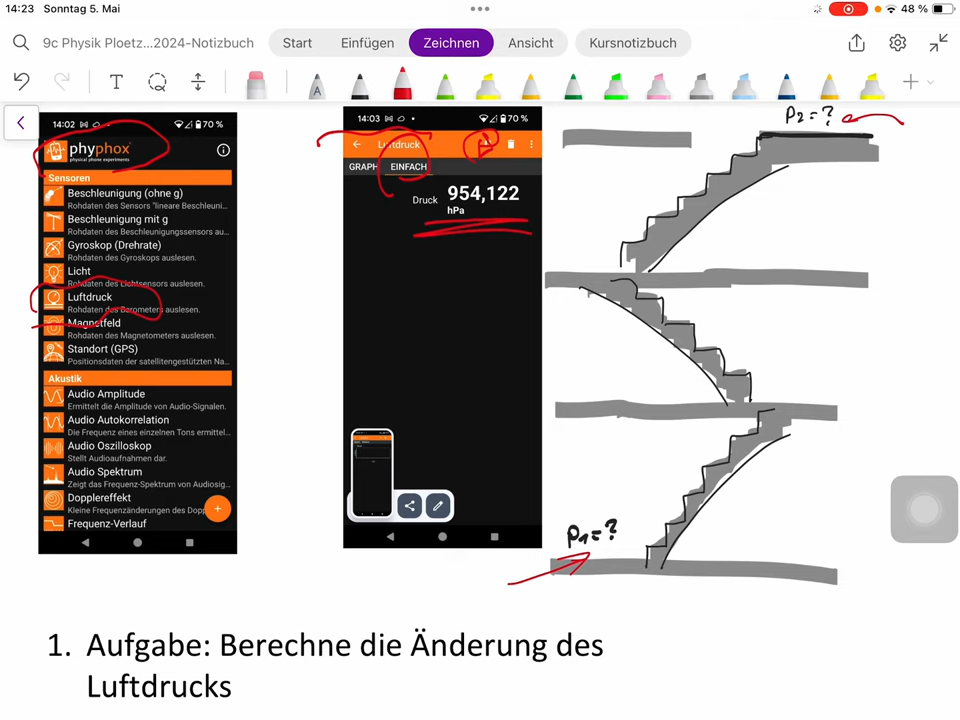 14:23 Sonntag 5. Mai
48 %
9c Physik Ploetz...2024-Notizbuch
Start
Einfügen
Zeichnen
Ansicht
Kursnotizbuch
T
A
14:02
70 %
phyphox
physical phone experiments
Sensoren
Beschleunigung (ohne g)
Rohdaten des Sensors "lineare Beschleuni...
Beschleunigung mit g
Rohdaten des Beschleunigungssensors au...
Gyroskop (Drehrate)
Rohdaten des Gyroskops auslesen.
Licht
Rohdaten des Lichtsensors auslesen.
Luftdruck
Rohdaten des Barometers auslesen.
Magnetfeld
Rohdaten des Magnetometers auslesen.
Standort (GPS)
Positionsdaten der satellitengestützten Na...
Akustik
Audio Amplitude
Ermittelt die Amplitude von Audio-Signalen.
Audio Autokorrelation
Die Frequenz eines einzelnen Tons ermittel...
Audio Oszilloskop
Stellt Audioaufnahmen dar.
Audio Spektrum
Zeigt das Frequenz-Spektrum von Audiosig...
Dopplereffekt
Kleine Frequenzänderungen des Dopp
Frequenz-Verlauf
14:03
70 %
Luftdruck
GRAPH
EINFACH
Druck 954,122
hPa
P2 = ?
P1 = ?
1. Aufgabe: Berechne die Änderung des
Luftdrucks